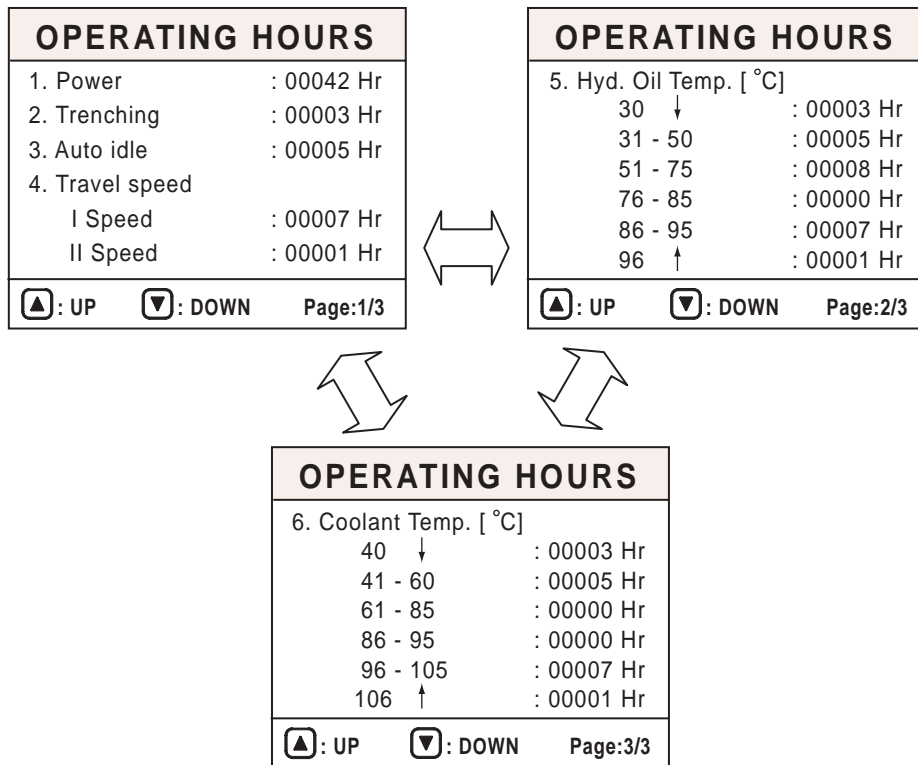 OPERATING HOURS
1. Power : 00042 Hr
2. Trenching : 00003 Hr
3. Auto idle : 00005 Hr
4. Travel speed
I Speed : 00007 Hr
II Speed : 00001 Hr
▲ : UP ▼ : DOWN Page:1/3
OPERATING HOURS
5. Hyd. Oil Temp. [ °C]
30 ↓ : 00003 Hr
31 - 50 : 00005 Hr
51 - 75 : 00008 Hr
76 - 85 : 00000 Hr
86 - 95 : 00007 Hr
96 ↑ : 00001 Hr
▲ : UP ▼ : DOWN Page:2/3
OPERATING HOURS
6. Coolant Temp. [ °C]
40 ↓ : 00003 Hr
41 - 60 : 00005 Hr
61 - 85 : 00000 Hr
86 - 95 : 00000 Hr
96 - 105 : 00007 Hr
106 ↑ : 00001 Hr
▲ : UP ▼ : DOWN Page:3/3